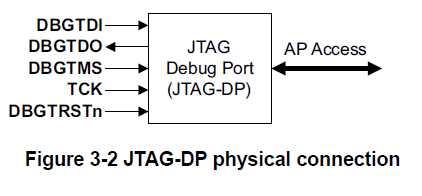 DBGTDI
DBGTDO
DBGTMS
TCK
DBGTRSTn
JTAG
Debug Port
(JTAG-DP)
AP Access
Figure 3-2 JTAG-DP physical connection